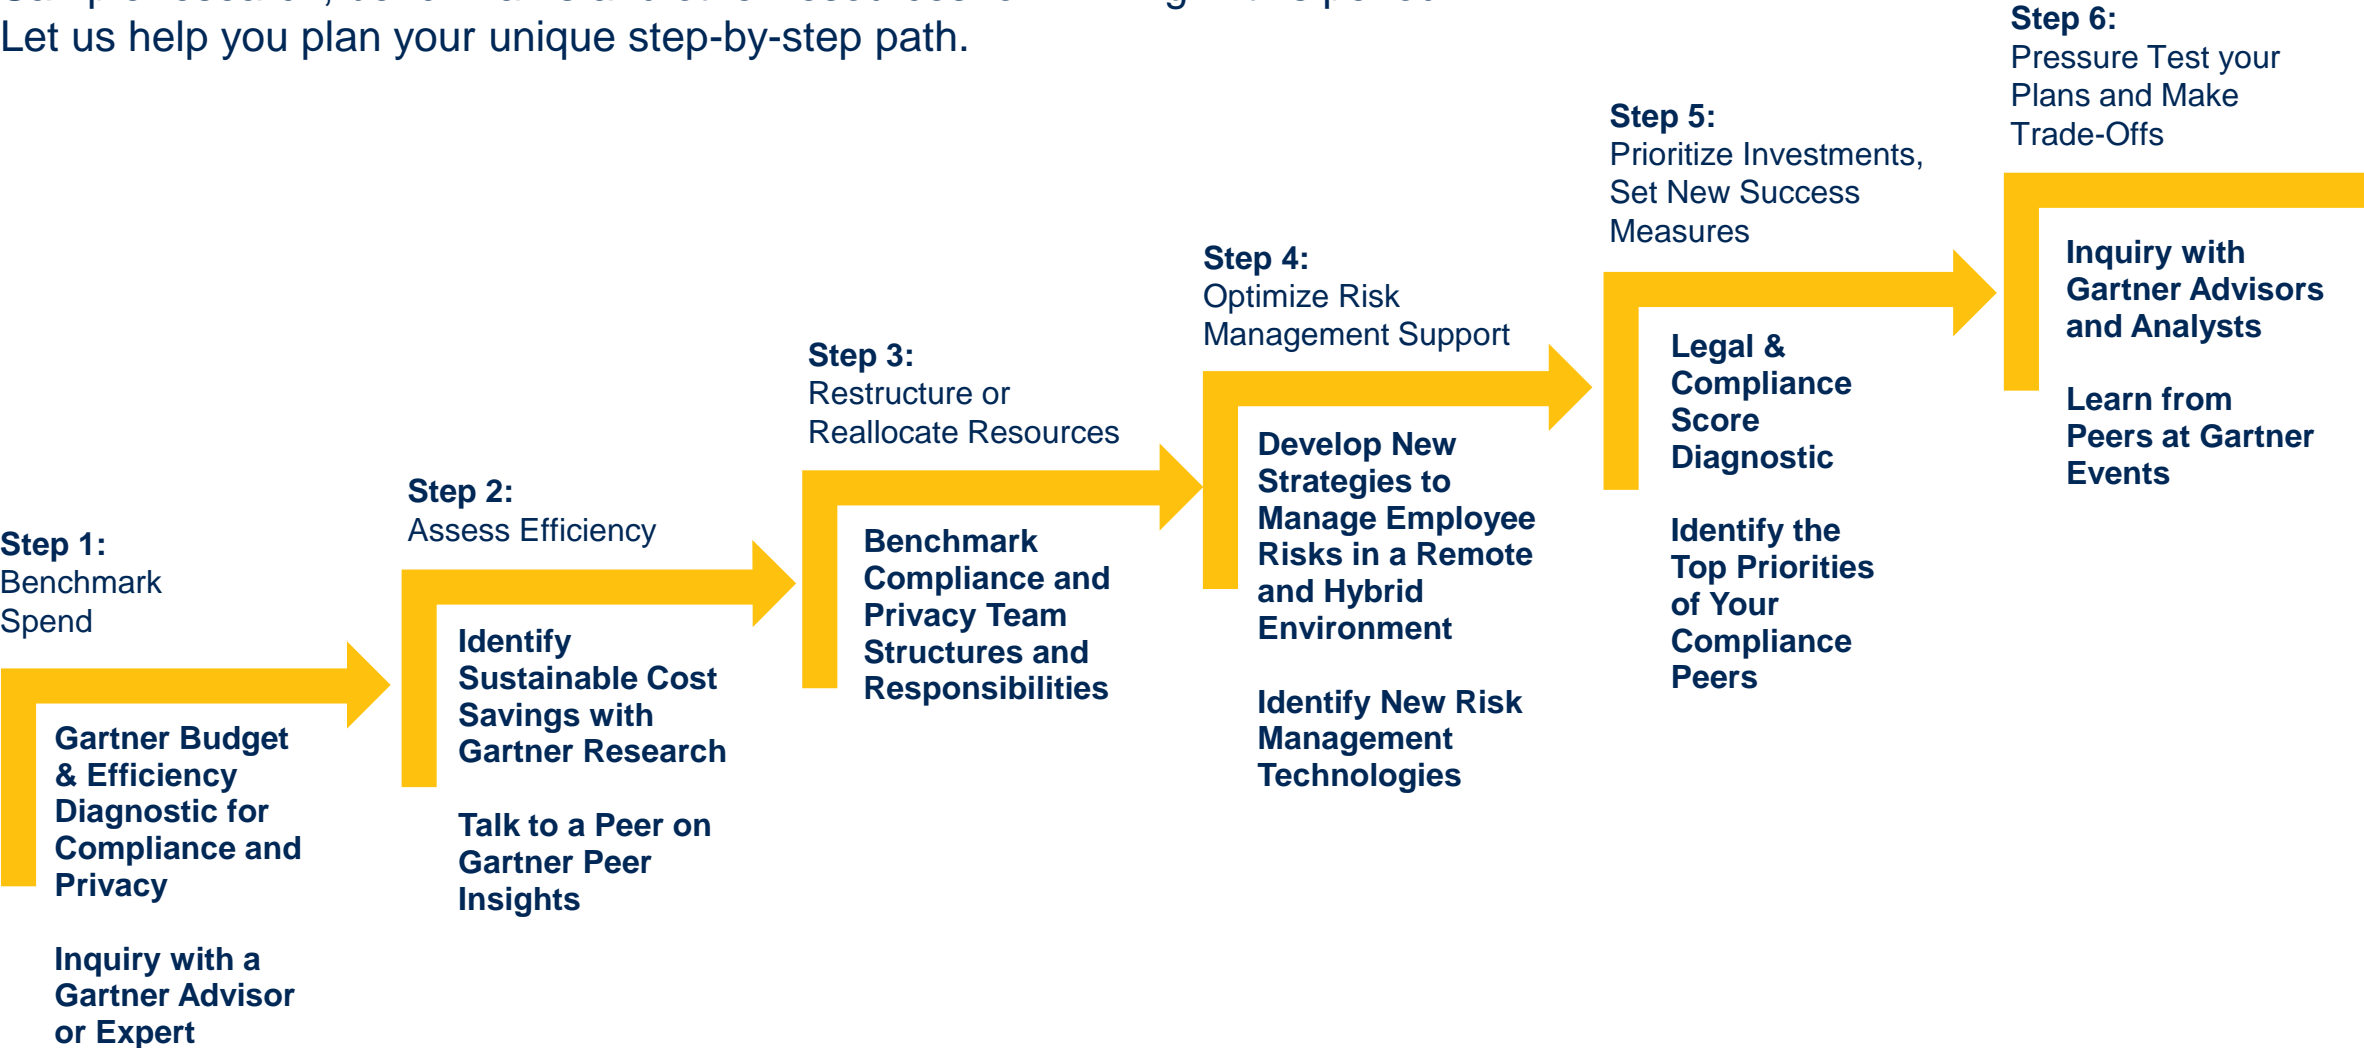 Let us help you plan your unique step-by-step path.
Step 1:
Benchmark
Spend
Gartner Budget
& Efficiency
Diagnostic for
Compliance and
Privacy
Inquiry with a
Gartner Advisor
or Expert
Step 2:
Assess Efficiency
Identify
Sustainable Cost
Savings with
Gartner Research
Talk to a Peer on
Gartner Peer
Insights
Step 3:
Restructure or
Reallocate Resources
Benchmark
Compliance and
Privacy Team
Structures and
Responsibilities
Step 4:
Optimize Risk
Management Support
Develop New
Strategies to
Manage Employee
Risks in a Remote
and Hybrid
Environment
Identify New Risk
Management
Technologies
Step 5:
Prioritize Investments,
Set New Success
Measures
Legal &
Compliance
Score
Diagnostic
Identify the
Top Priorities
of Your
Compliance
Peers
Step 6:
Pressure Test your
Plans and Make
Trade-Offs
Inquiry with
Gartner Advisors
and Analysts
Learn from
Peers at Gartner
Events